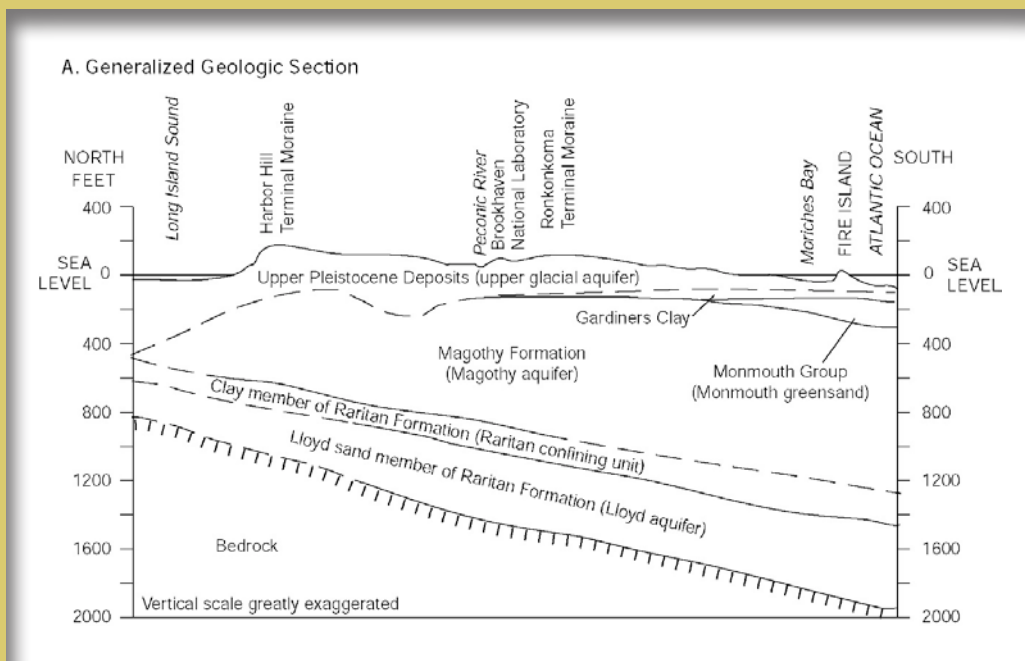 A. Generalized Geologic Section
NORTH
FEET
Long Island Sound
Harbor Hill
Terminal Moraine
Peconic River
Brookhaven
National Laboratory
Ronkonkoma
Terminal Moraine
Moriches Bay
FIRE ISLAND
ATLANTIC OCEAN
SOUTH
400
400
SEA
LEVEL
0
0
SEA
LEVEL
Upper Pleistocene Deposits (upper glacial aquifer)
Gardiners Clay
400
400
Magothy Formation
(Magothy aquifer)
Monmouth Group
(Monmouth greensand)
Clay member of Raritan Formation (Raritan confining unit)
800
800
Lloyd sand member of Raritan Formation (Lloyd aquifer)
1200
1200
Bedrock
1600
1600
Vertical scale greatly exaggerated
2000
2000